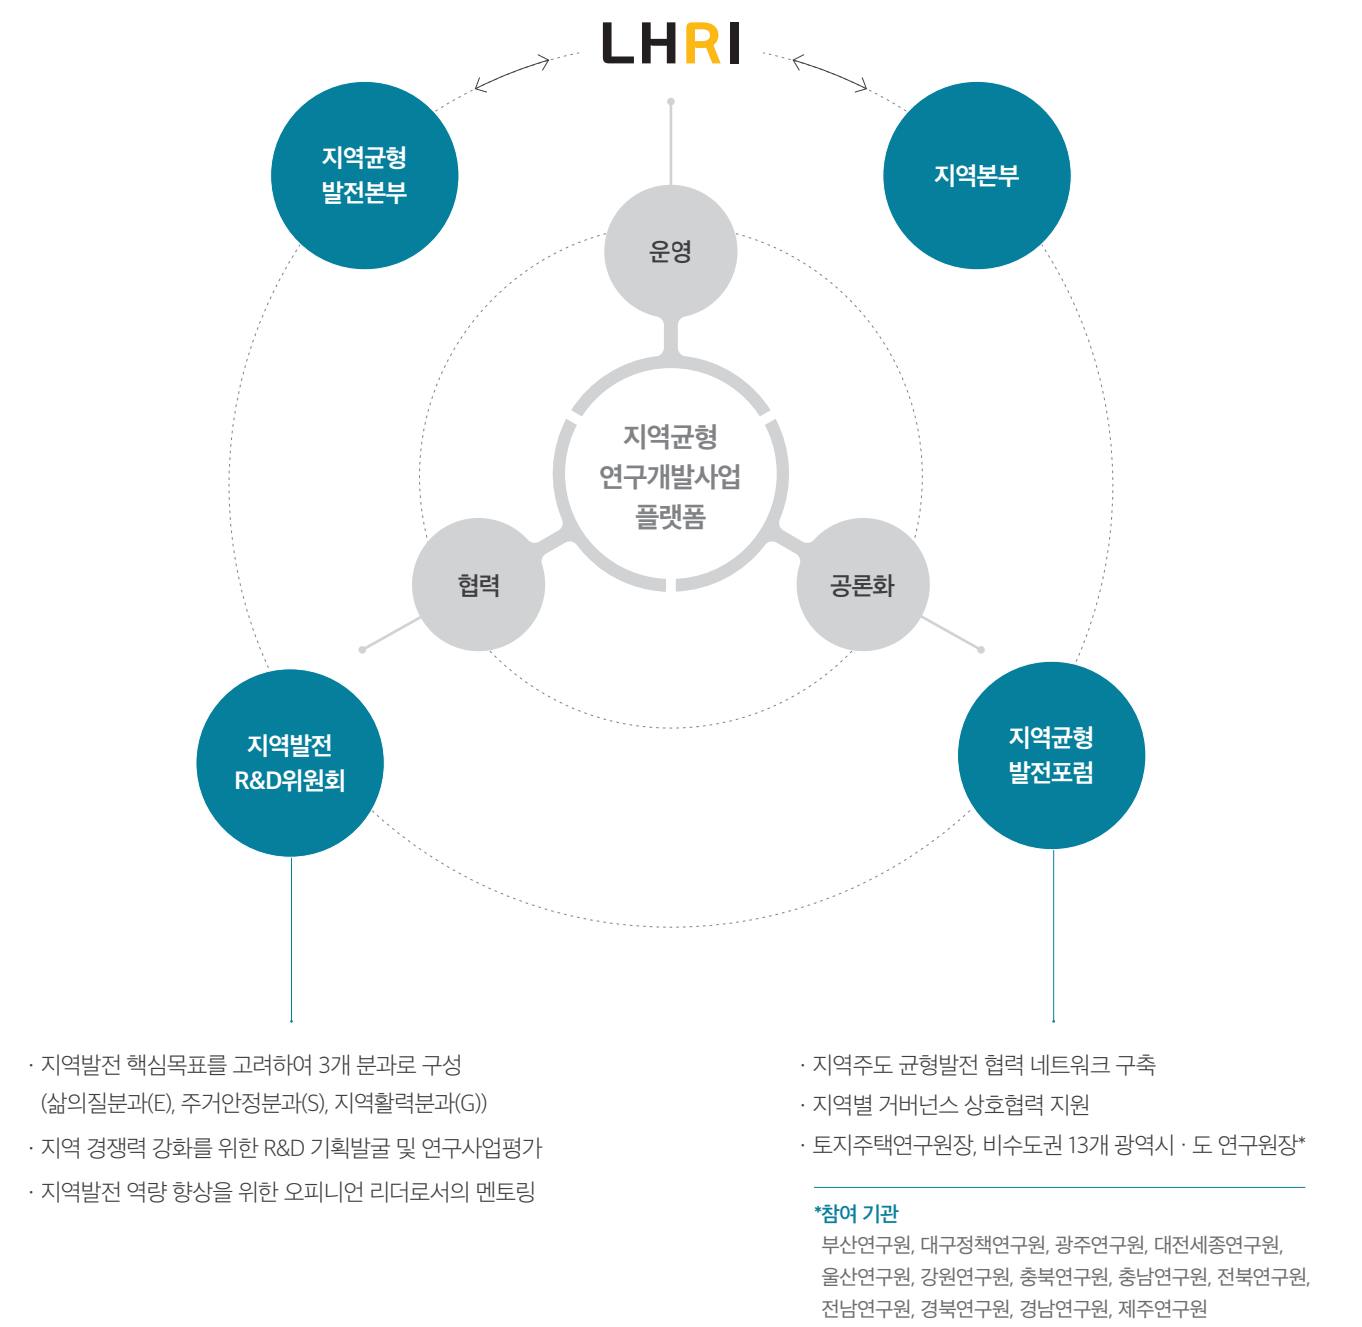 LHRI
지역균형
발전본부
지역본부
운영
지역균형
연구개발사업
플랫폼
협력
공론화
지역발전
R&D위원회
지역균형
발전포럼
· 지역발전 핵심목표를 고려하여 3개 분과로 구성
(삶의질분과(E), 주거안정분과(S), 지역활력분과(G))
· 지역 경쟁력 강화를 위한 R&D 기획발굴 및 연구사업평가
· 지역발전 역량 향상을 위한 오피니언 리더로서의 멘토링
· 지역주도 균형발전 협력 네트워크 구축
· 지역별 거버넌스 상호협력 지원
· 토지주택연구원장, 비수도권 13개 광역시 · 도 연구원장*
*참여 기관
부산연구원, 대구정책연구원, 광주연구원, 대전세종연구원,
울산연구원, 강원연구원, 충북연구원, 충남연구원, 전북연구원,
전남연구원, 경북연구원, 경남연구원, 제주연구원